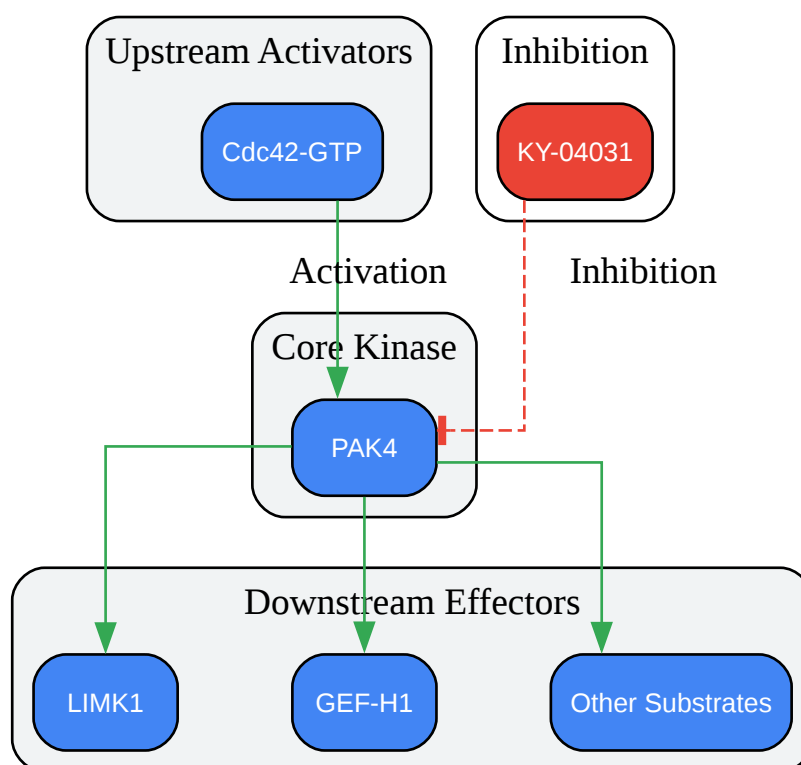 Upstream Activators
Inhibition
Cdc42-GTP
KY-04031
Activation
Inhibition
Core Kinase
PAK4
Downstream Effectors
LIMK1
GEF-H1
Other Substrates